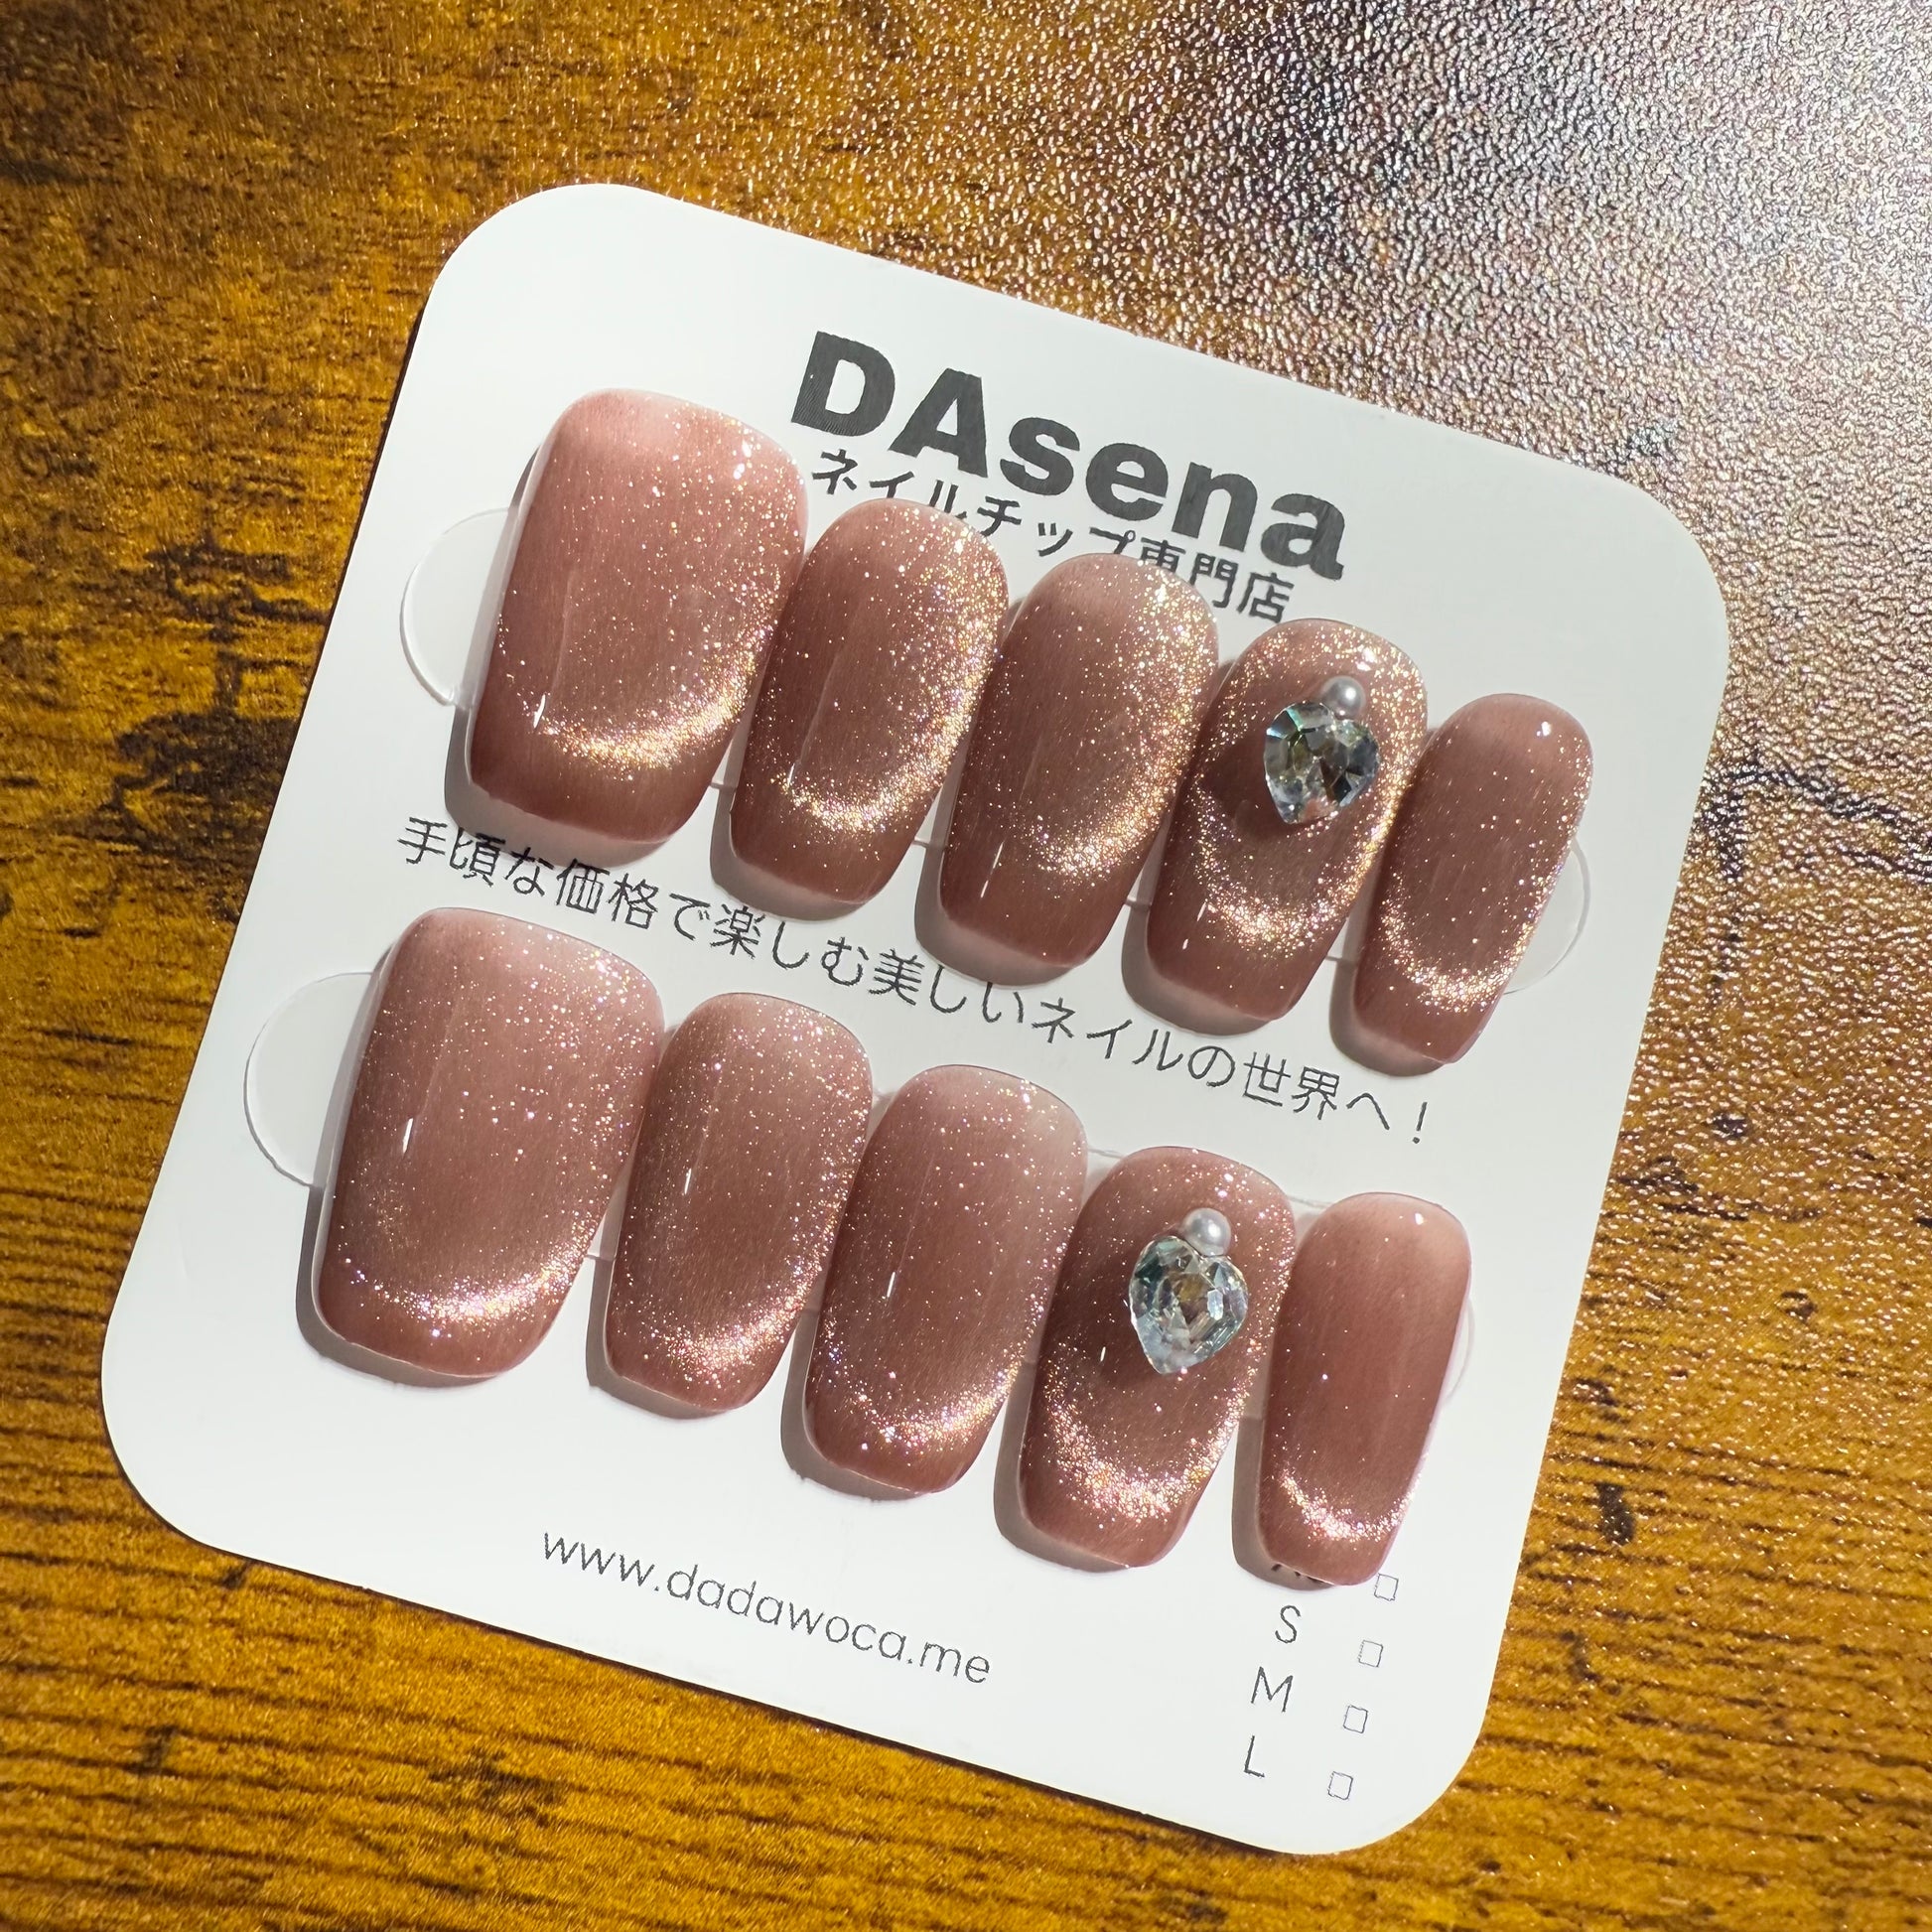 DAsena
ネイルチップ専門店
手頃な価格で楽しむ美しいネイルの世界へ！
www.dadawoca.me
S □
M □
L □